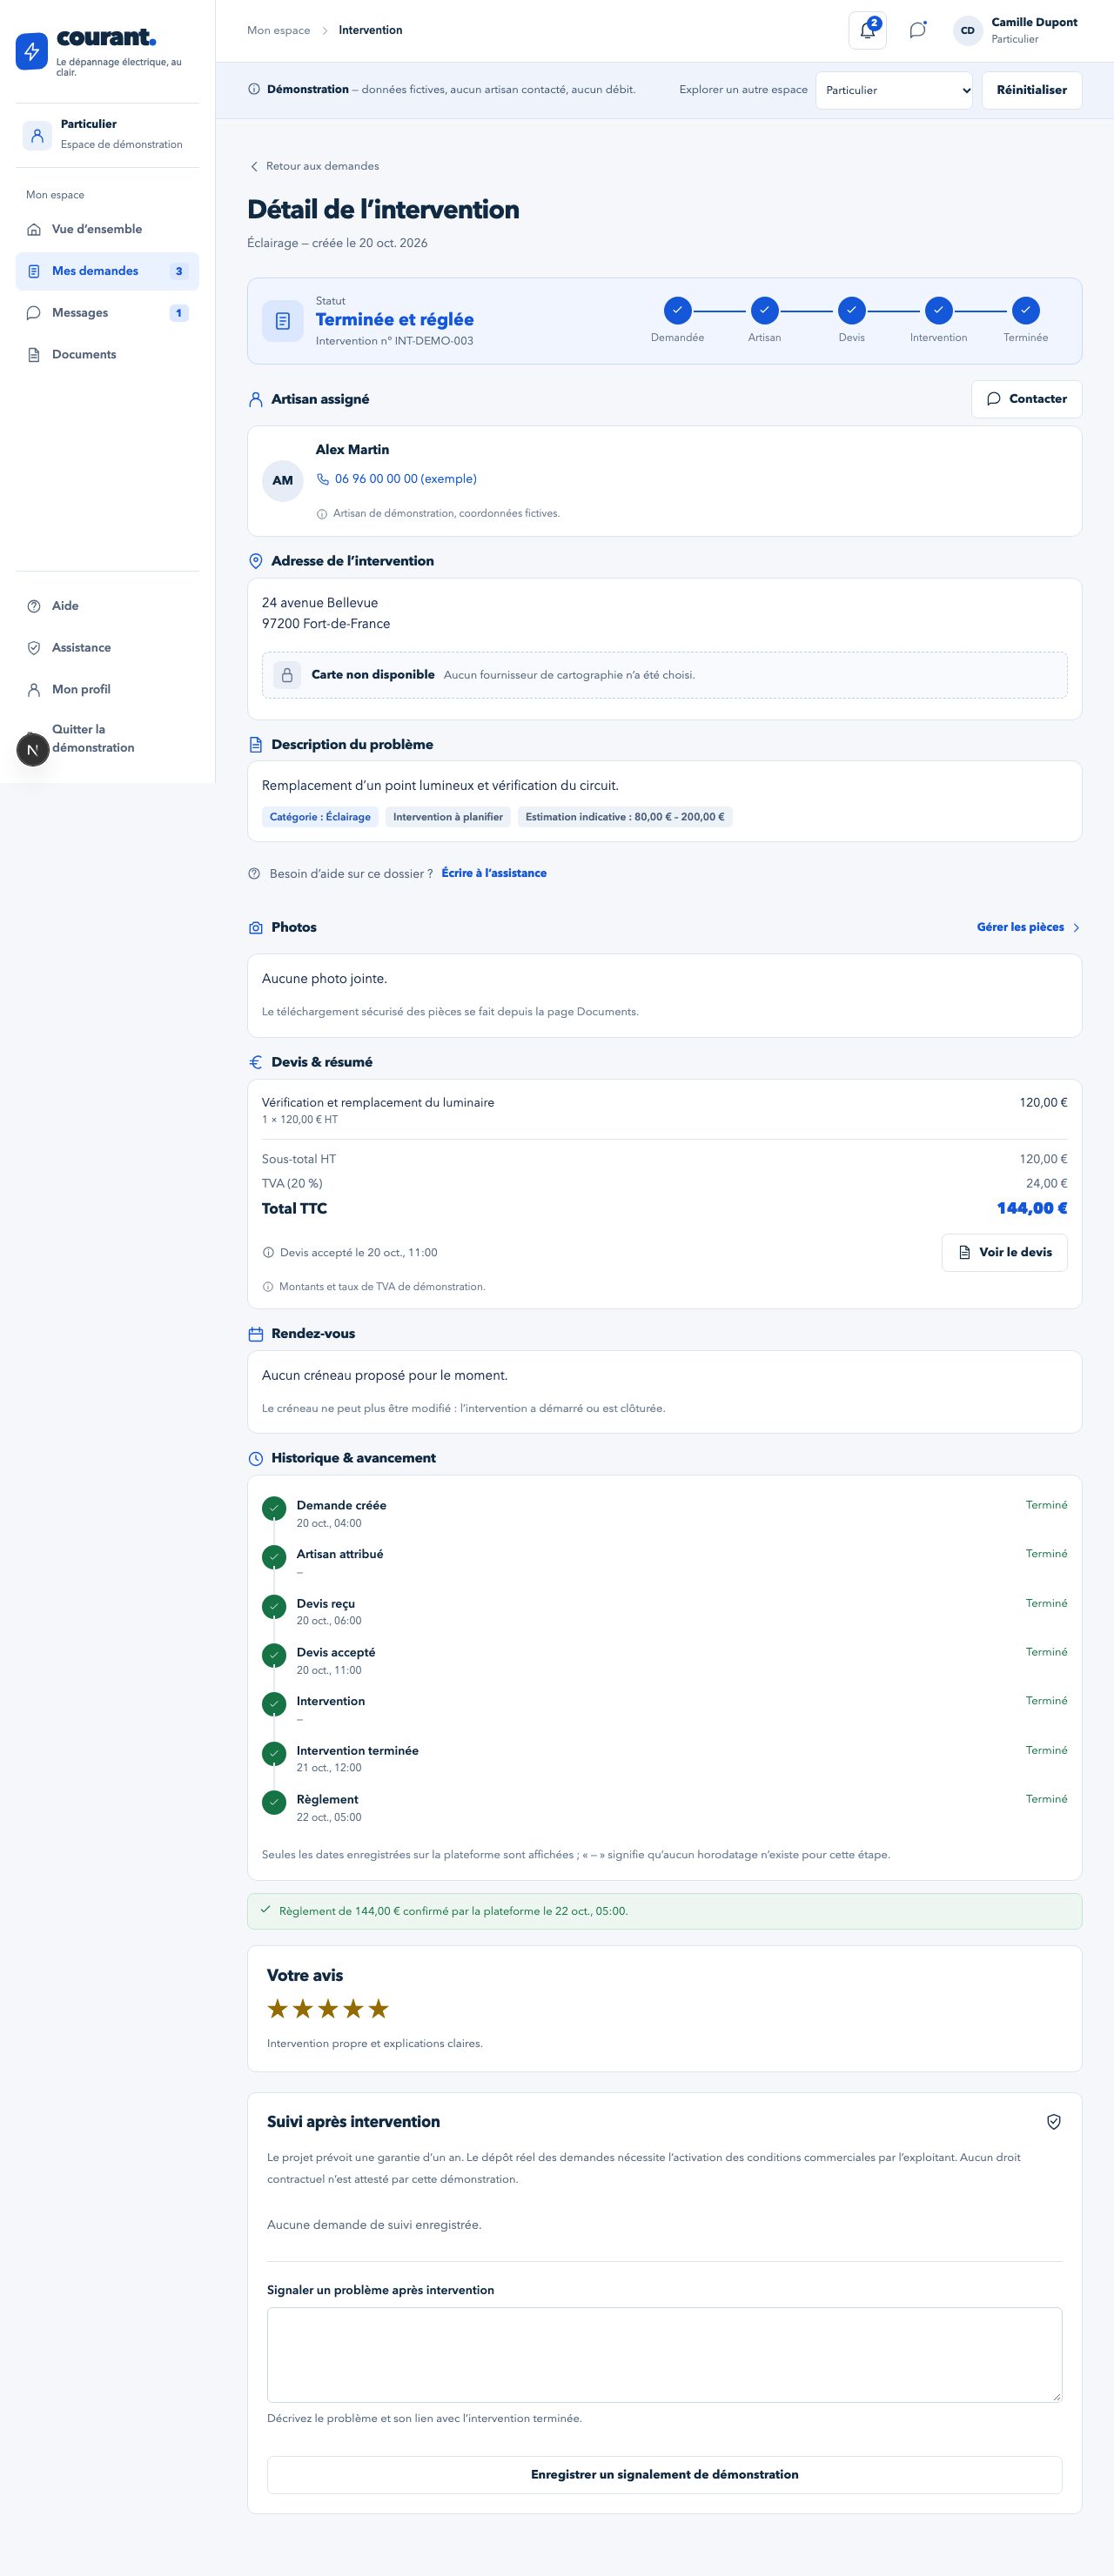 courant.
Le dépannage électrique, au
clair.
Particulier
Espace de démonstration
Mon espace
Vue d’ensemble
Mes demandes 3
Messages 1
Documents
Aide
Assistance
Mon profil
Quitter la
démonstration
N
Mon espace > Intervention
2
CD
Camille Dupont
Particulier
Démonstration – données fictives, aucun artisan contacté, aucun débit.
Explorer un autre espace
Particulier
Réinitialiser
Retour aux demandes
Détail de l’intervention
Éclairage – créée le 20 oct. 2026
Statut
Terminée et réglée
Intervention n° INT-DEMO-003
Demandée Artisan Devis Intervention Terminée
Artisan assigné
Contacter
AM
Alex Martin
06 96 00 00 00 (exemple)
Artisan de démonstration, coordonnées fictives.
Adresse de l’intervention
24 avenue Bellevue
97200 Fort-de-France
Carte non disponible Aucun fournisseur de cartographie n’a été choisi.
Description du problème
Remplacement d’un point lumineux et vérification du circuit.
Catégorie : Éclairage Intervention à planifier Estimation indicative : 80,00 € – 200,00 €
Besoin d’aide sur ce dossier ? Écrire à l’assistance
Photos
Gérer les pièces
Aucune photo jointe.
Le téléchargement sécurisé des pièces se fait depuis la page Documents.
Devis & résumé
Vérification et remplacement du luminaire 120,00 €
1 × 120,00 € HT
Sous-total HT 120,00 €
TVA (20 %) 24,00 €
Total TTC 144,00 €
Devis accepté le 20 oct., 11:00
Voir le devis
Montants et taux de TVA de démonstration.
Rendez-vous
Aucun créneau proposé pour le moment.
Le créneau ne peut plus être modifié : l’intervention a démarré ou est clôturée.
Historique & avancement
Demande créée Terminé
20 oct., 04:00
Artisan attribué Terminé
–
Devis reçu Terminé
20 oct., 06:00
Devis accepté Terminé
20 oct., 11:00
Intervention Terminé
–
Intervention terminée Terminé
21 oct., 12:00
Règlement Terminé
22 oct., 05:00
Seules les dates enregistrées sur la plateforme sont affichées ; « – » signifie qu’aucun horodatage n’existe pour cette étape.
Règlement de 144,00 € confirmé par la plateforme le 22 oct., 05:00.
Votre avis
★★★★★
Intervention propre et explications claires.
Suivi après intervention
Le projet prévoit une garantie d’un an. Le dépôt réel des demandes nécessite l’activation des conditions commerciales par l’exploitant. Aucun droit
contractuel n’est attesté par cette démonstration.
Aucune demande de suivi enregistrée.
Signaler un problème après intervention
Décrivez le problème et son lien avec l’intervention terminée.
Enregistrer un signalement de démonstration